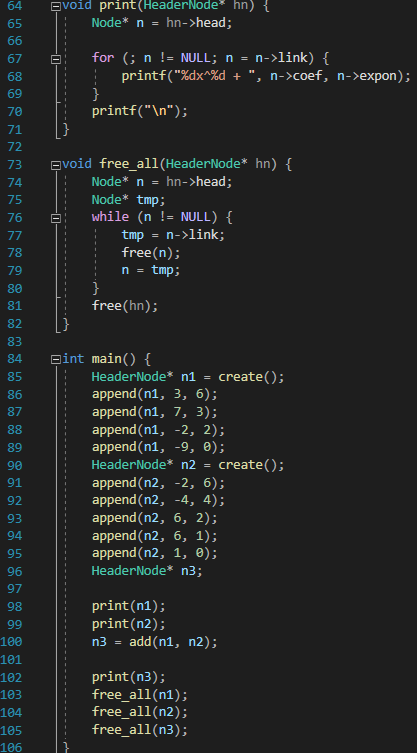 64 void print(HeaderNode* hn) {
65 Node* n = hn->head;
66
67 for (; n != NULL; n = n->link) {
68 printf("%dx^%d + ", n->coef, n->expon);
69 }
70 printf("\n");
71 }
72
73 void free_all(HeaderNode* hn) {
74 Node* n = hn->head;
75 Node* tmp;
76 while (n != NULL) {
77 tmp = n->link;
78 free(n);
79 n = tmp;
80 }
81 free(hn);
82 }
83
84 int main() {
85 HeaderNode* n1 = create();
86 append(n1, 3, 6);
87 append(n1, 7, 3);
88 append(n1, -2, 2);
89 append(n1, -9, 0);
90 HeaderNode* n2 = create();
91 append(n2, -2, 6);
92 append(n2, -4, 4);
93 append(n2, 6, 2);
94 append(n2, 6, 1);
95 append(n2, 1, 0);
96 HeaderNode* n3;
97
98 print(n1);
99 print(n2);
100 n3 = add(n1, n2);
101
102 print(n3);
103 free_all(n1);
104 free_all(n2);
105 free_all(n3);
106 }